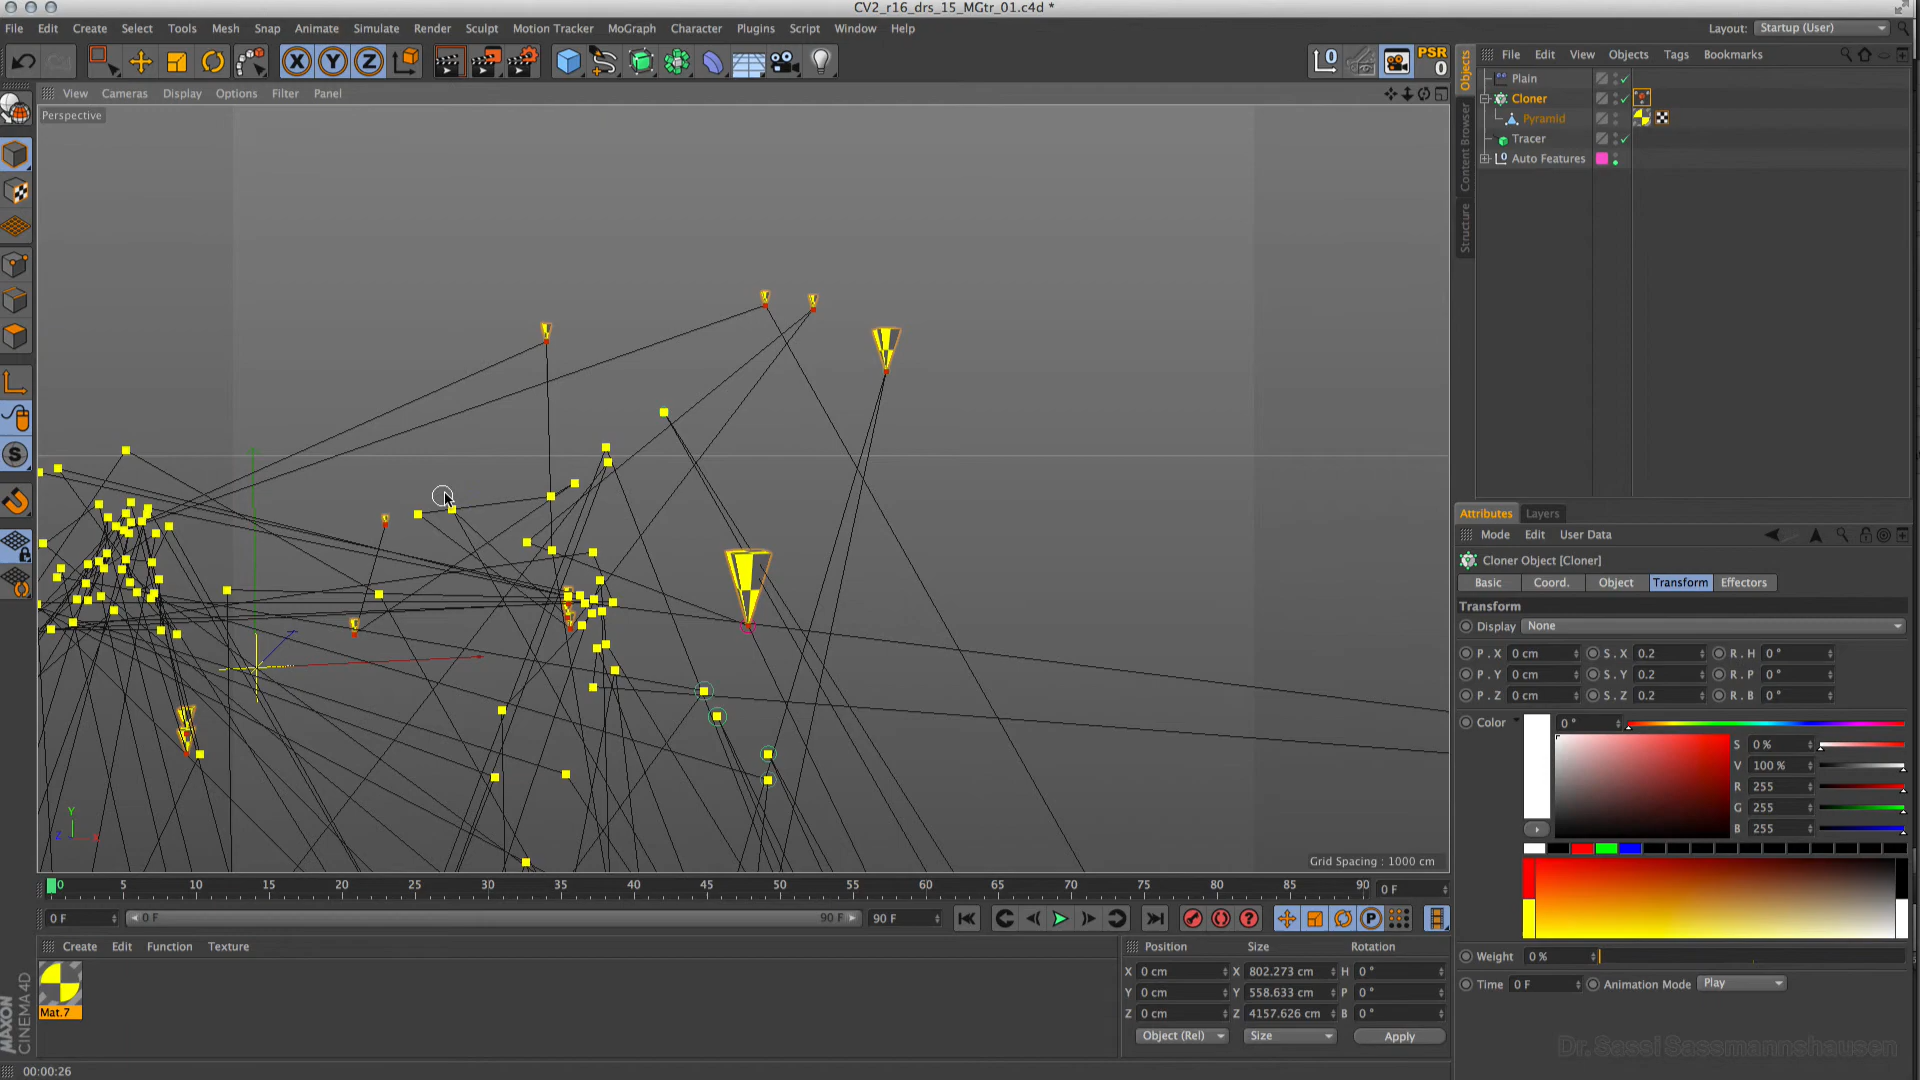 CV2_r16_drs_15_MGtr_01.c4d *
File Edit Create Select Tools Mesh Snap Animate Simulate Render Sculpt Motion Tracker MoGraph Character Plugins Script Window Help
Layout: Startup (User)
X Y Z
PSR
0
File Edit View Objects Tags Bookmarks
View Cameras Display Options Filter Panel
Perspective
Objects
Content Browser
Structure
Plain
Cloner
Pyramid
Tracer
Auto Features
Attributes Layers
Mode Edit User Data
Cloner Object [Cloner]
Basic Coord. Object Transform Effectors
Transform
Display None
P . X 0 cm S . X 0.2 R . H 0 °
P . Y 0 cm S . Y 0.2 R . P 0 °
P . Z 0 cm S . Z 0.2 R . B 0 °
Color 0 °
S 0 %
V 100 %
R 255
G 255
B 255
Weight 0 %
Time 0 F Animation Mode Play
Y
Z X
Grid Spacing : 1000 cm
0 5 10 15 20 25 30 35 40 45 50 55 60 65 70 75 80 85 90 0 F
0 F 0 F 90 F 90 F
Create Edit Function Texture
Mat.7
Position Size Rotation
X 0 cm X 802.273 cm H 0 °
Y 0 cm Y 558.633 cm P 0 °
Z 0 cm Z 4157.626 cm B 0 °
Object (Rel) Size Apply
MAXON
CINEMA 4D
Dr. Sassi Sassmannshausen
00:00:26